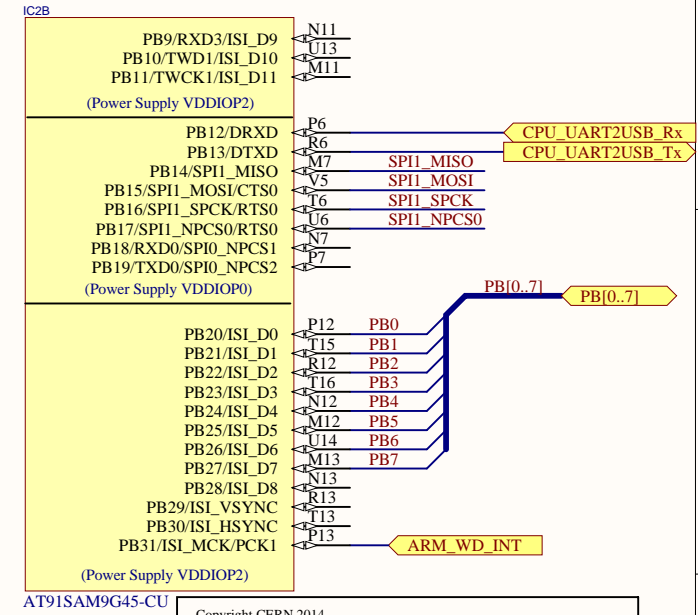 IC2B
PB9/RXD3/ISI_D9 N11
PB10/TWD1/ISI_D10 U13
PB11/TWCK1/ISI_D11 M11
(Power Supply VDDIOP2)
PB12/DRXD P6 CPU_UART2USB_Rx
PB13/DTXD R6 CPU_UART2USB_Tx
PB14/SPI1_MISO M7 SPI1_MISO
PB15/SPI1_MOSI/CTS0 V5 SPI1_MOSI
PB16/SPI1_SPCK/RTS0 T6 SPI1_SPCK
PB17/SPI1_NPCS0/RTS0 U6 SPI1_NPCS0
PB18/RXD0/SPI0_NPCS1 N7
PB19/TXD0/SPI0_NPCS2 P7
(Power Supply VDDIOP0)
PB[0..7] PB[0..7]
PB20/ISI_D0 P12 PB0
PB21/ISI_D1 T15 PB1
PB22/ISI_D2 R12 PB2
PB23/ISI_D3 T16 PB3
PB24/ISI_D4 N12 PB4
PB25/ISI_D5 M12 PB5
PB26/ISI_D6 U14 PB6
PB27/ISI_D7 M13 PB7
PB28/ISI_D8 N13
PB29/ISI_VSYNC R13
PB30/ISI_HSYNC T13
PB31/ISI_MCK/PCK1 P13 ARM_WD_INT
(Power Supply VDDIOP2)
AT91SAM9G45-CU
Copyright CERN 2014